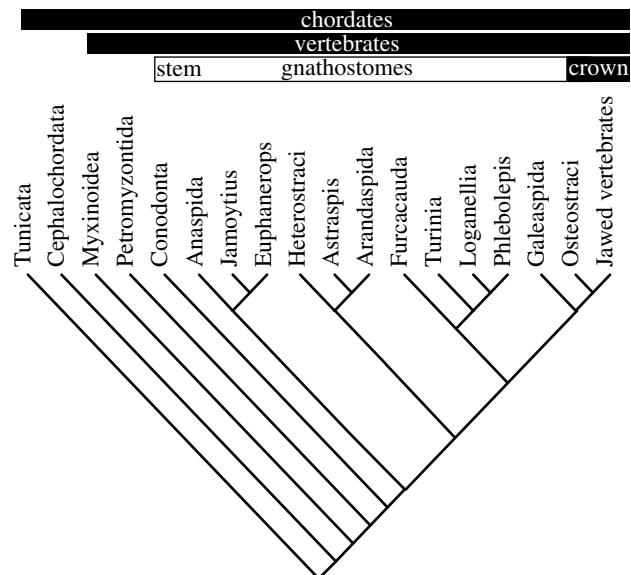 chordates
vertebrates
stem gnathostomes crown
Tunicata
Cephalochordata
Myxinoidea
Petromyzontida
Conodonta
Anaspida
Jamoytius
Euphanerops
Heterostraci
Astraspis
Arandaspida
Furcacauda
Turinia
Loganellia
Phlebolepis
Galeaspida
Osteostraci
Jawed vertebrates